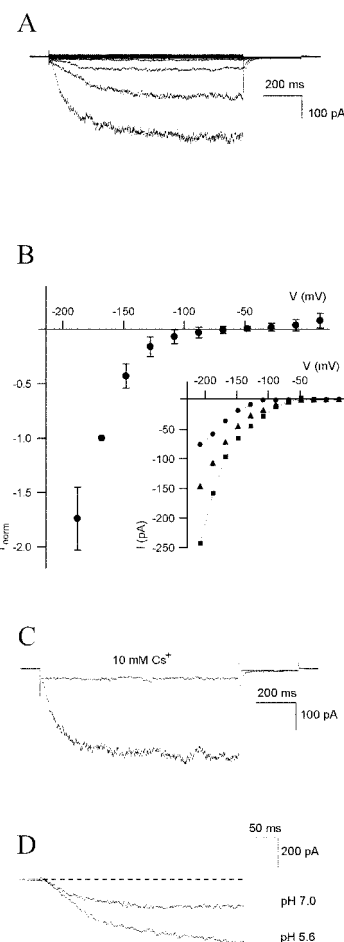 A
200 ms
100 pA
B
V (mV)
-200 -150 -100 -50
-0.5
-1.0
-1.5
-2.0
norm
V (mV)
-200 -150 -100 -50
-50
-100
-150
-200
-250
I (pA)
C
10 mM Cs+
200 ms
100 pA
D
50 ms
200 pA
pH 7.0
pH 5.6